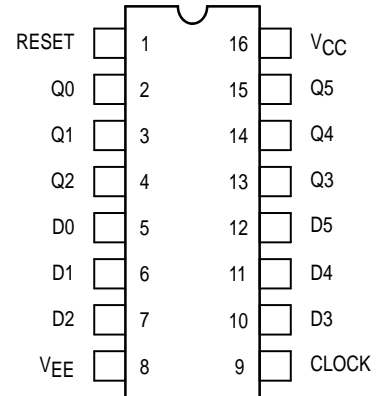 RESET 1 16 VCC
Q0 2 15 Q5
Q1 3 14 Q4
Q2 4 13 Q3
D0 5 12 D5
D1 6 11 D4
D2 7 10 D3
VEE 8 9 CLOCK